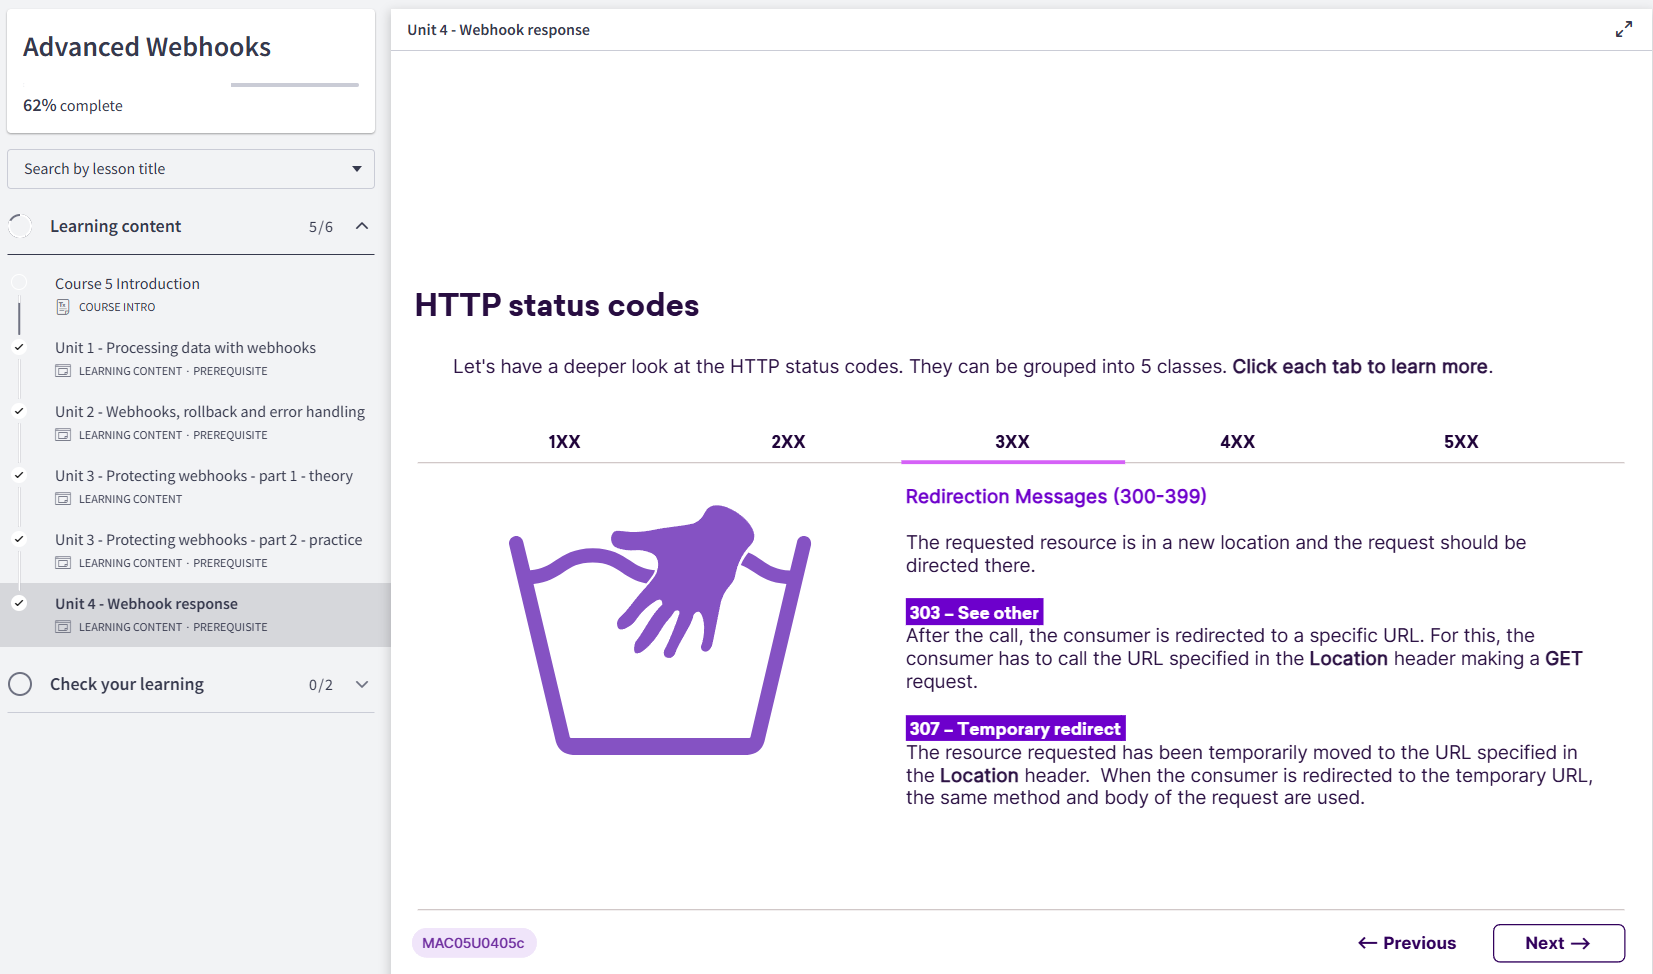 Advanced Webhooks
62% complete
Search by lesson title
Learning content 5/6
Course 5 Introduction
COURSE INTRO
Unit 1 - Processing data with webhooks
LEARNING CONTENT · PREREQUISITE
Unit 2 - Webhooks, rollback and error handling
LEARNING CONTENT · PREREQUISITE
Unit 3 - Protecting webhooks - part 1 - theory
LEARNING CONTENT
Unit 3 - Protecting webhooks - part 2 - practice
LEARNING CONTENT · PREREQUISITE
Unit 4 - Webhook response
LEARNING CONTENT · PREREQUISITE
Check your learning 0/2
Unit 4 - Webhook response
HTTP status codes
Let's have a deeper look at the HTTP status codes. They can be grouped into 5 classes. Click each tab to learn more.
1XX 2XX 3XX 4XX 5XX
Redirection Messages (300-399)
The requested resource is in a new location and the request should be
directed there.
303 – See other
After the call, the consumer is redirected to a specific URL. For this, the
consumer has to call the URL specified in the Location header making a GET
request.
307 – Temporary redirect
The resource requested has been temporarily moved to the URL specified in
the Location header. When the consumer is redirected to the temporary URL,
the same method and body of the request are used.
MAC05U0405c
← Previous
Next →